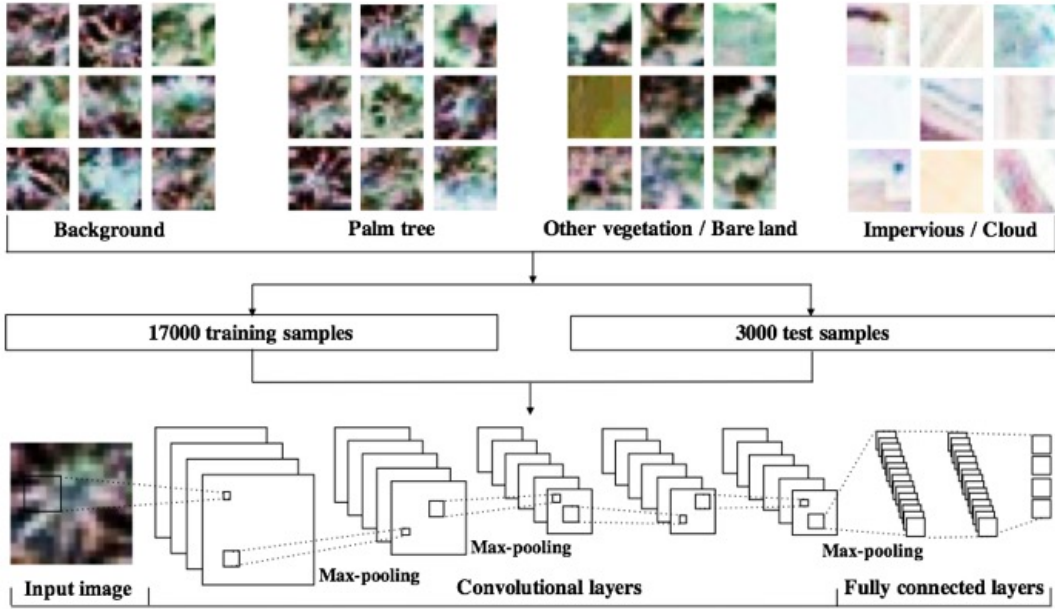 Background
Palm tree
Other vegetation / Bare land
Impervious / Cloud
17000 training samples
3000 test samples
Max-pooling
Max-pooling
Max-pooling
Input image
Convolutional layers
Fully connected layers